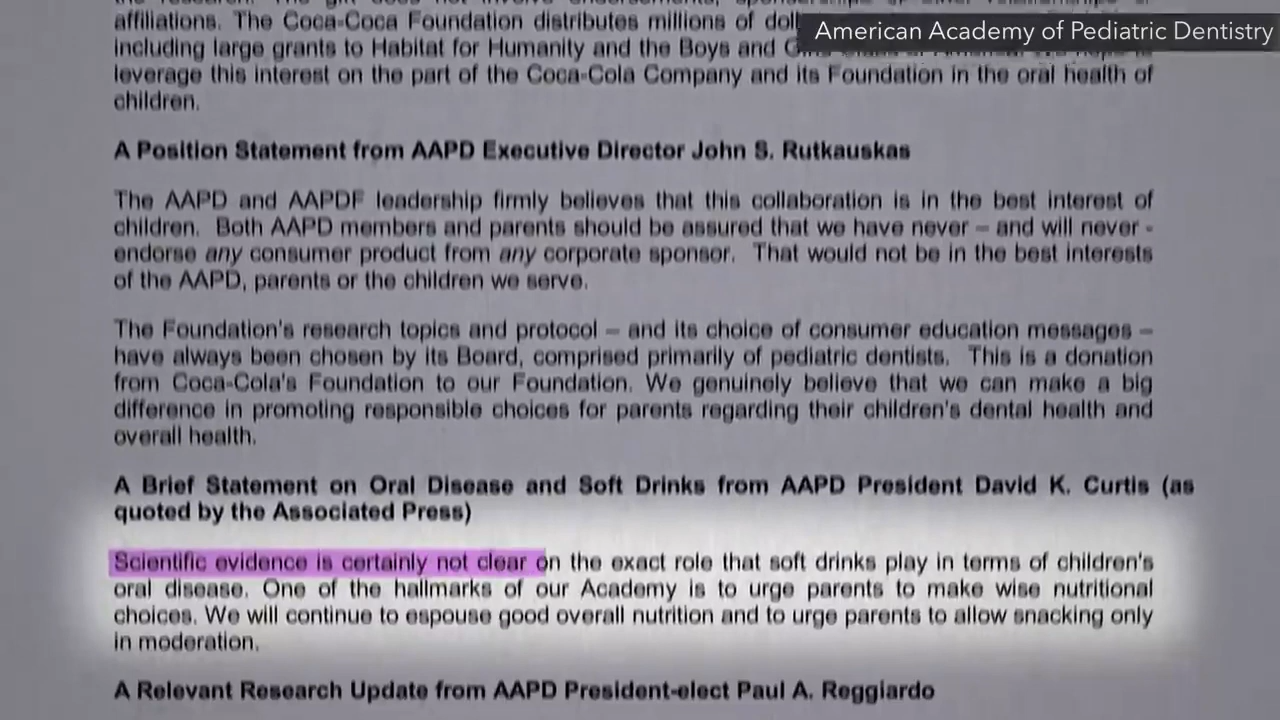 affiliations. The Coca-Coca Foundation distributes millions of
American Academy of Pediatric Dentistry
including large grants to Habitat for Humanity and the Boys and
leverage this interest on the part of the Coca-Cola Company and its Foundation in the oral health of
children.
A Position Statement from AAPD Executive Director John S. Rutkauskas
The AAPD and AAPDF leadership firmly believes that this collaboration is in the best interest of
children. Both AAPD members and parents should be assured that we have never – and will never -
endorse any consumer product from any corporate sponsor. That would not be in the best interests
of the AAPD, parents or the children we serve.
The Foundation's research topics and protocol – and its choice of consumer education messages –
have always been chosen by its Board, comprised primarily of pediatric dentists. This is a donation
from Coca-Cola's Foundation to our Foundation. We genuinely believe that we can make a big
difference in promoting responsible choices for parents regarding their children's dental health and
overall health.
A Brief Statement on Oral Disease and Soft Drinks from AAPD President David K. Curtis (as
quoted by the Associated Press)
Scientific evidence is certainly not clear on the exact role that soft drinks play in terms of children's
oral disease. One of the hallmarks of our Academy is to urge parents to make wise nutritional
choices. We will continue to espouse good overall nutrition and to urge parents to allow snacking only
in moderation.
A Relevant Research Update from AAPD President-elect Paul A. Reggiardo